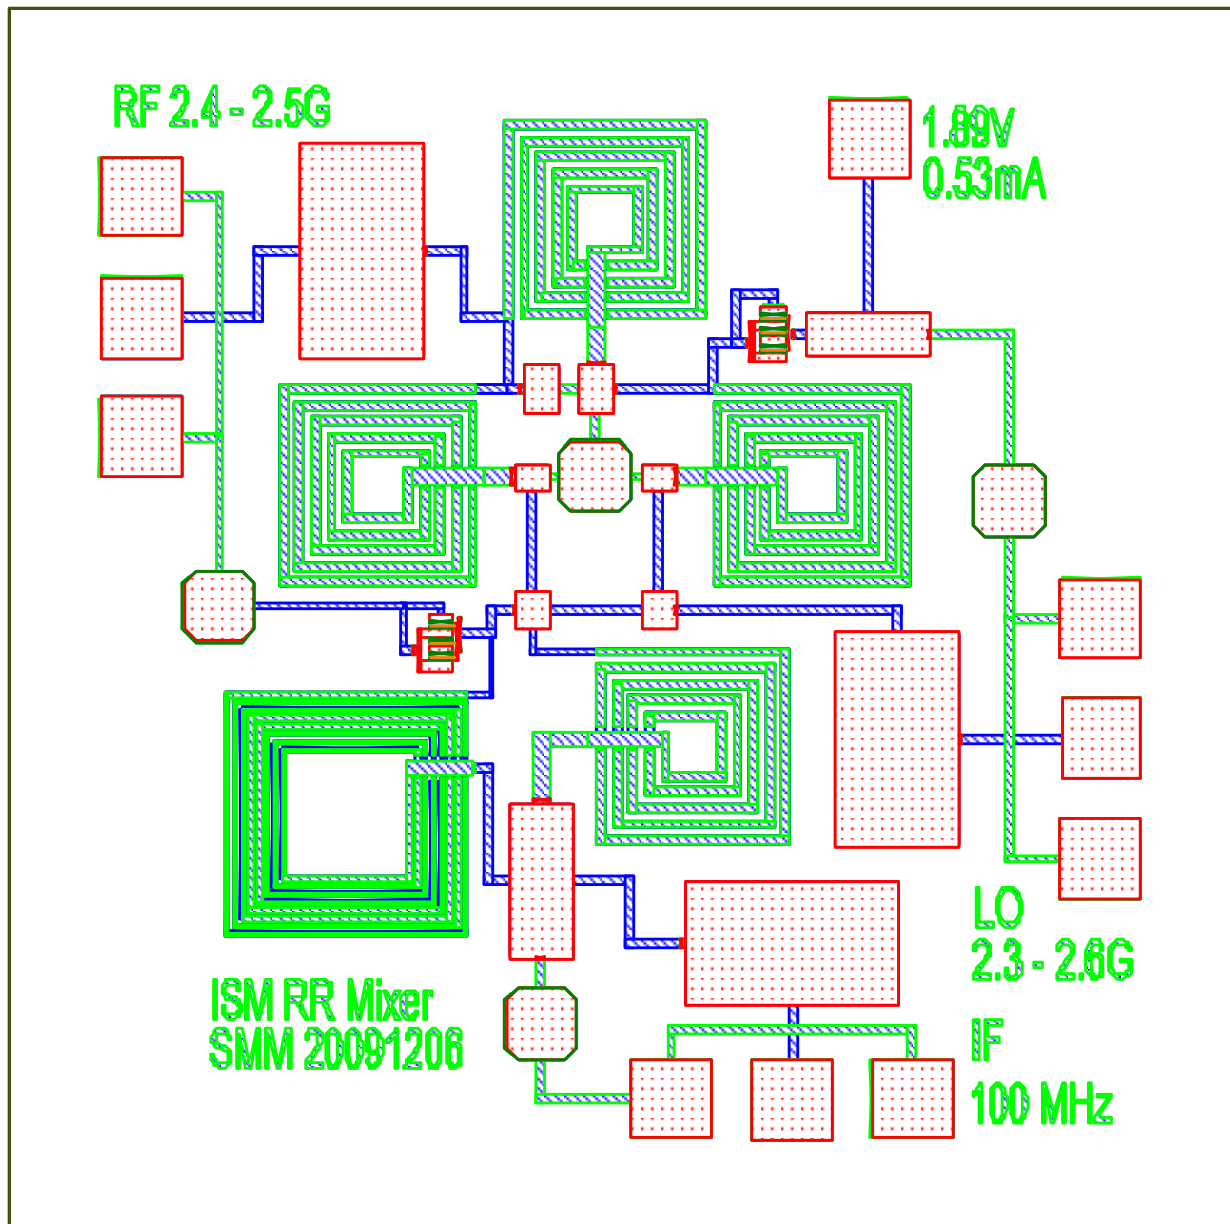 RF 2.4 - 2.5G
1.89V
0.53mA
LO
2.3 - 2.6G
ISM RR Mixer
SMM 20091206
IF
100 MHz